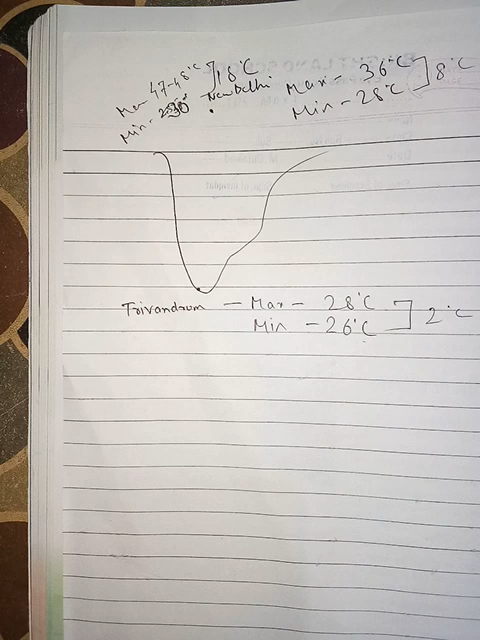 Max 47-48°C ] 18°C
Min - 30°
New Delhi
Max - 36°C ] 8°C
Min - 28°C
Trivandrum - Max - 28°C ] 2°C
Min - 26°C